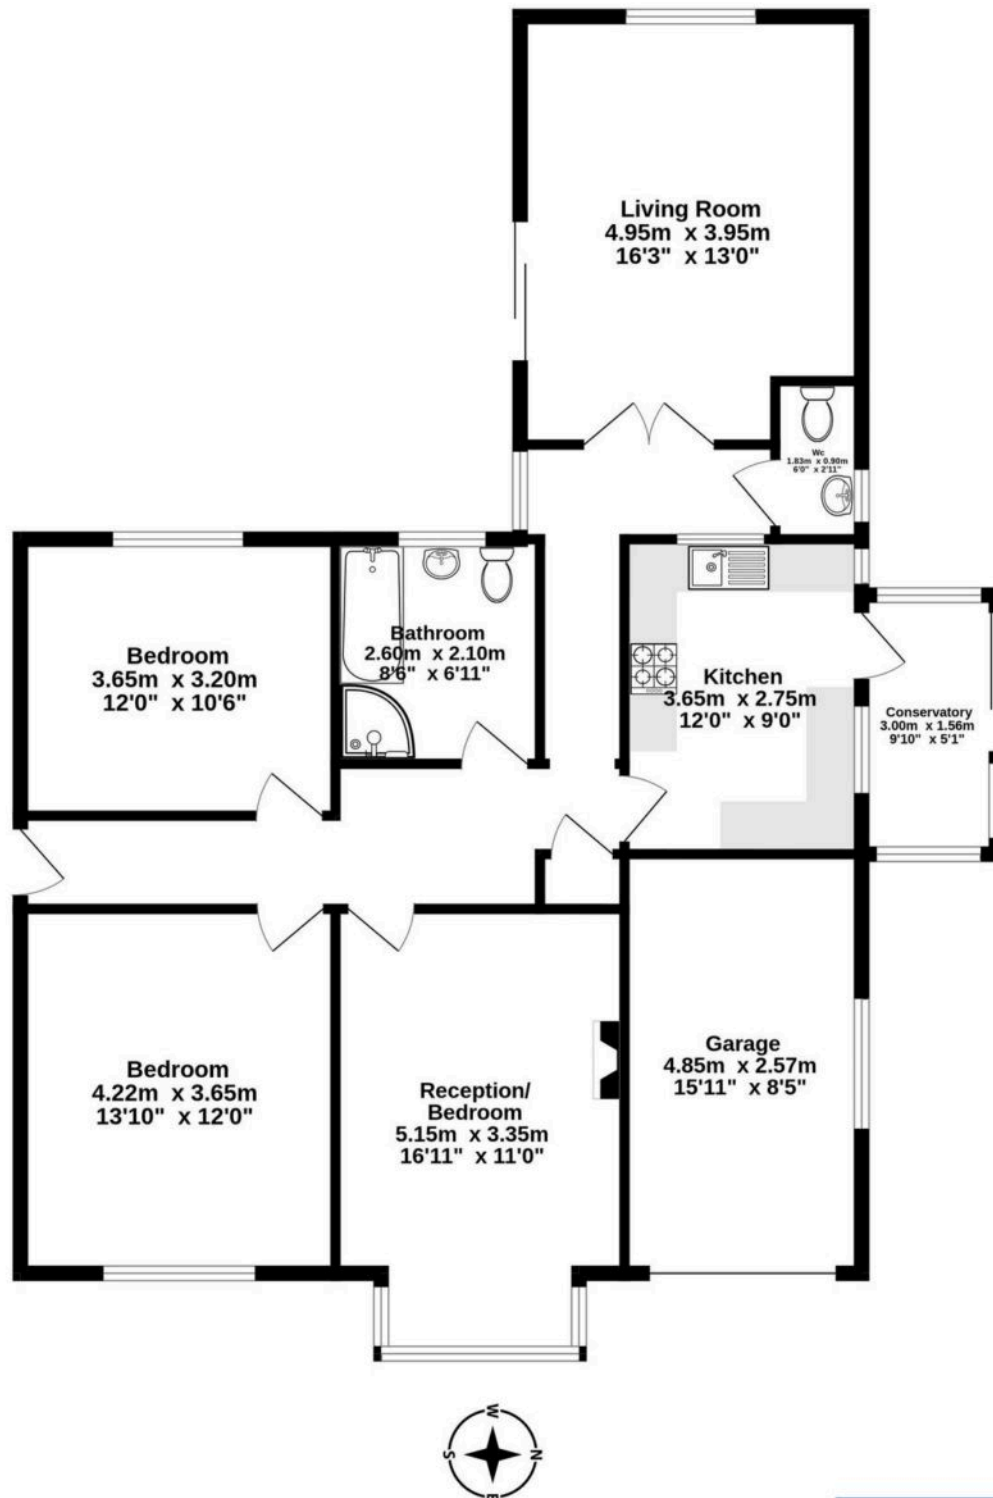 Living Room
4.95m x 3.95m
16'3" x 13'0"
Wc
1.83m x 0.90m
6'0" x 2'11"
Bedroom
3.65m x 3.20m
12'0" x 10'6"
Bathroom
2.60m x 2.10m
8'6" x 6'11"
Kitchen
3.65m x 2.75m
12'0" x 9'0"
Conservatory
3.00m x 1.56m
9'10" x 5'1"
Bedroom
4.22m x 3.65m
13'10" x 12'0"
Reception/
Bedroom
5.15m x 3.35m
16'11" x 11'0"
Garage
4.85m x 2.57m
15'11" x 8'5"
W
S
N
E